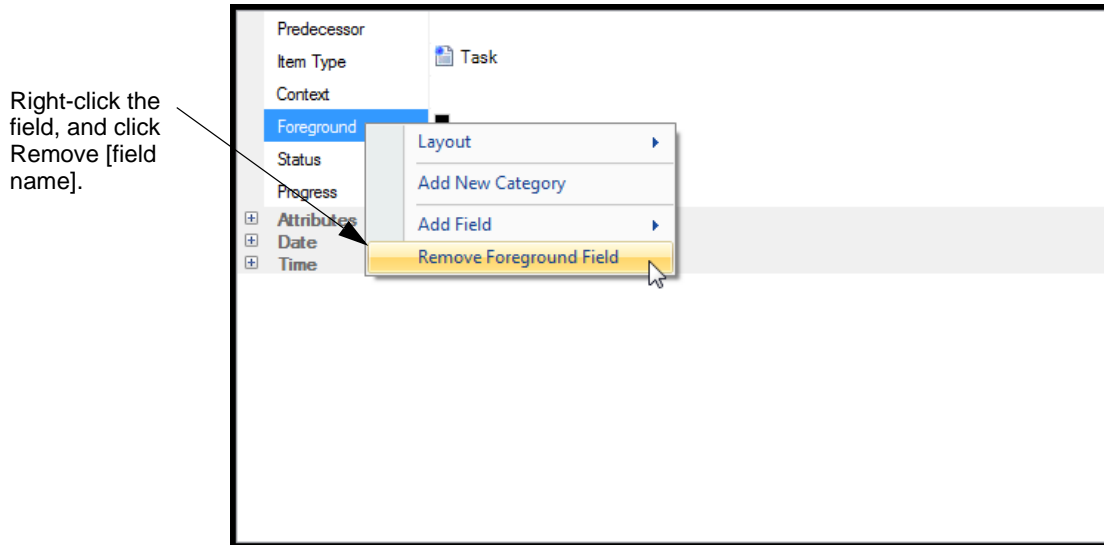 Predecessor
Item Type
Task
Context
Right-click the
field, and click
Remove [field
name].
Foreground
Layout
Status
Add New Category
Progress
Attributes
Add Field
Date
Remove Foreground Field
Time